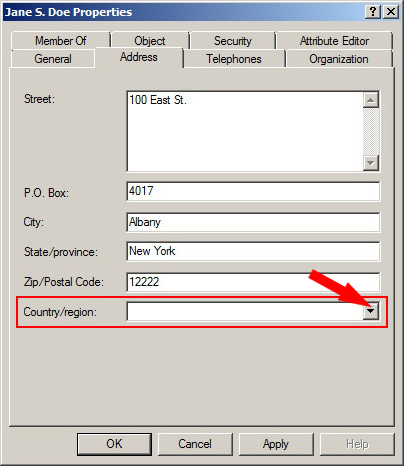 Jane S. Doe Properties
Member Of Object Security Attribute Editor
General Address Telephones Organization
Street: 100 East St.
P.O. Box: 4017
City: Albany
State/province: New York
Zip/Postal Code: 12222
Country/region:
OK Cancel Apply Help